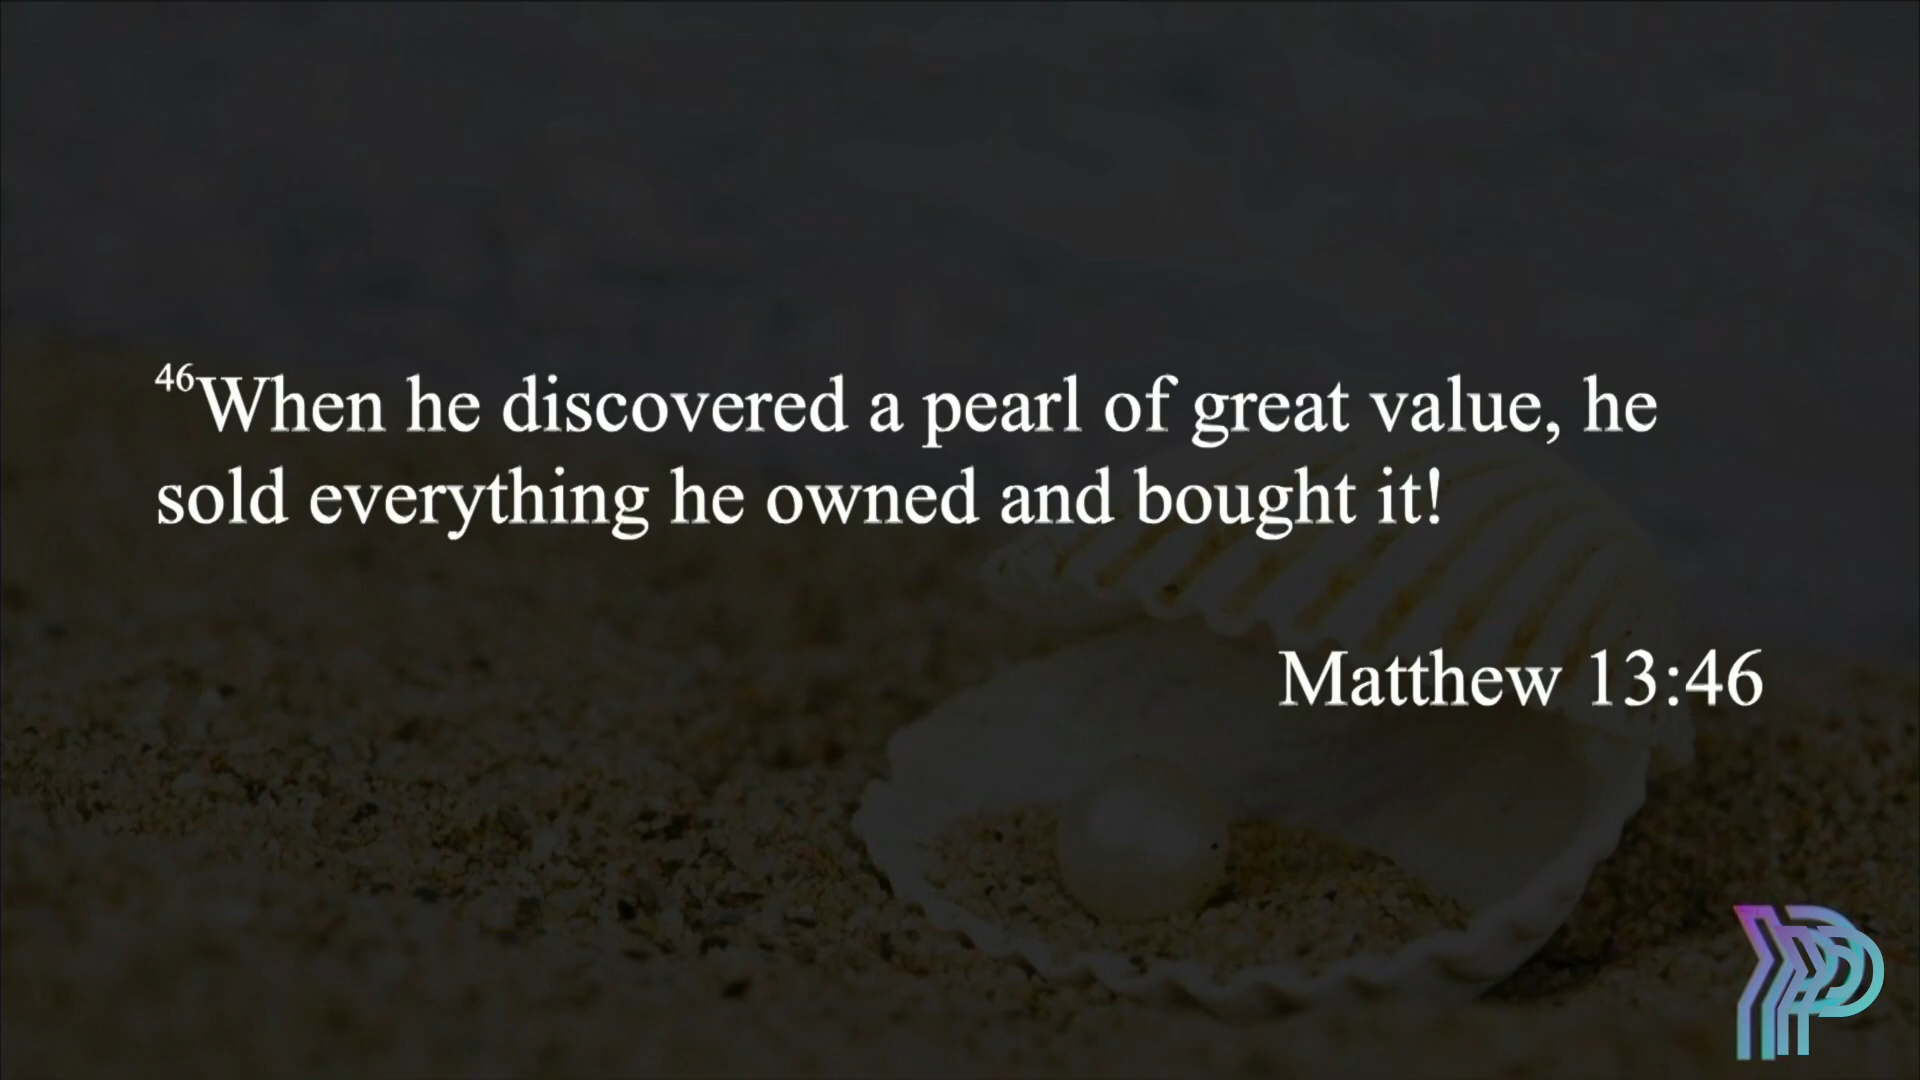 46When he discovered a pearl of great value, he
sold everything he owned and bought it!
Matthew 13:46